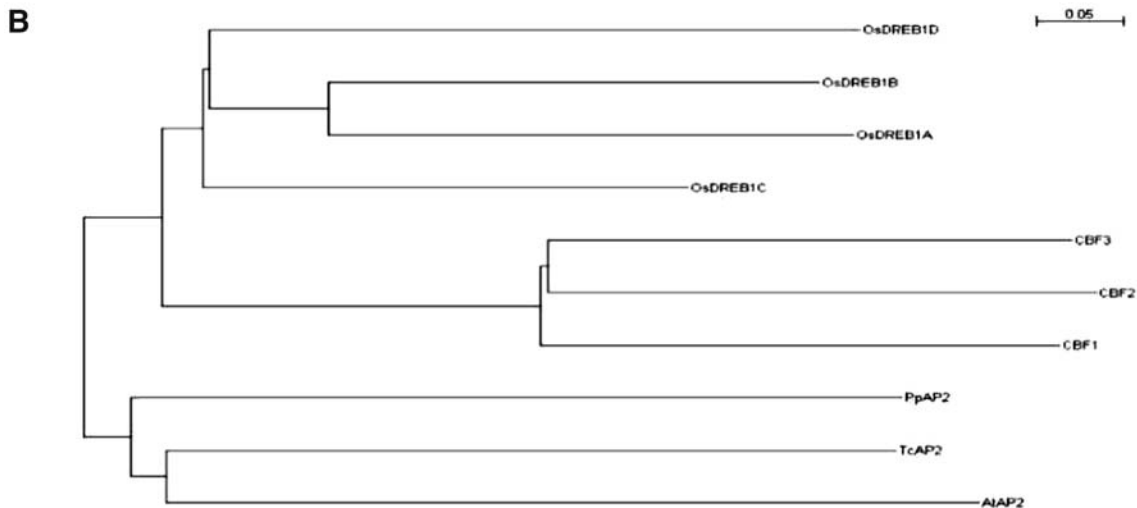 B
0.05
OsDREB1D
OsDREB1B
OsDREB1A
OsDREB1C
CBF3
CBF2
CBF1
PpAP2
TcAP2
AtAP2